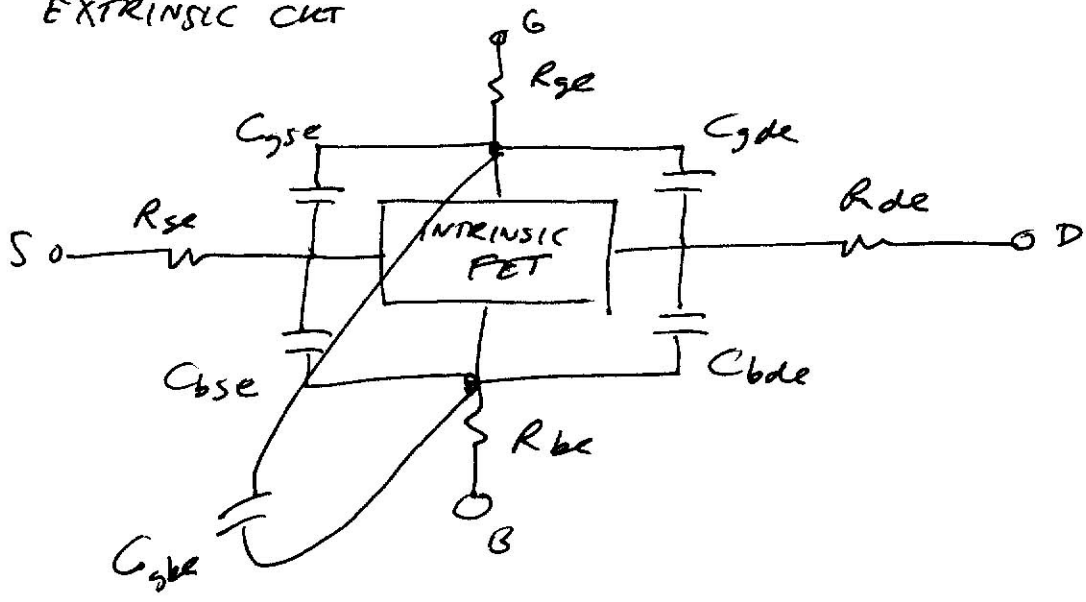 EXTRINSIC CKT
G
Rge
Cgse
Cgde
Rse
Rde
S
INTRINSIC
FET
D
Cbse
Cbde
Rbe
Cgbe
B